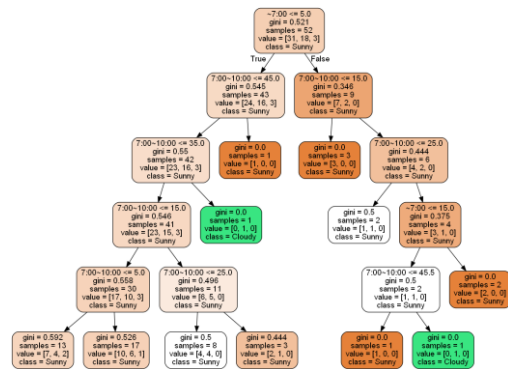 ~7:00 <= 5.0
gini = 0.521
samples = 52
value = [31, 18, 3]
class = Sunny
True
False
7:00~10:00 <= 45.0
gini = 0.545
samples = 43
value = [24, 16, 3]
class = Sunny
7:00~10:00 <= 15.0
gini = 0.346
samples = 9
value = [7, 2, 0]
class = Sunny
7:00~10:00 <= 35.0
gini = 0.55
samples = 42
value = [23, 16, 3]
class = Sunny
gini = 0.0
samples = 1
value = [1, 0, 0]
class = Sunny
gini = 0.0
samples = 3
value = [3, 0, 0]
class = Sunny
7:00~10:00 <= 25.0
gini = 0.444
samples = 6
value = [4, 2, 0]
class = Sunny
7:00~10:00 <= 15.0
gini = 0.546
samples = 41
value = [23, 15, 3]
class = Sunny
gini = 0.0
samples = 1
value = [0, 1, 0]
class = Cloudy
gini = 0.5
samples = 2
value = [1, 1, 0]
class = Sunny
~7:00 <= 15.0
gini = 0.375
samples = 4
value = [3, 1, 0]
class = Sunny
7:00~10:00 <= 5.0
gini = 0.558
samples = 30
value = [17, 10, 3]
class = Sunny
7:00~10:00 <= 25.0
gini = 0.496
samples = 11
value = [6, 5, 0]
class = Sunny
7:00~10:00 <= 45.5
gini = 0.5
samples = 2
value = [1, 1, 0]
class = Sunny
gini = 0.0
samples = 2
value = [2, 0, 0]
class = Sunny
gini = 0.592
samples = 13
value = [7, 4, 2]
class = Sunny
gini = 0.526
samples = 17
value = [10, 6, 1]
class = Sunny
gini = 0.5
samples = 8
value = [4, 4, 0]
class = Sunny
gini = 0.444
samples = 3
value = [2, 1, 0]
class = Sunny
gini = 0.0
samples = 1
value = [1, 0, 0]
class = Sunny
gini = 0.0
samples = 1
value = [0, 1, 0]
class = Cloudy